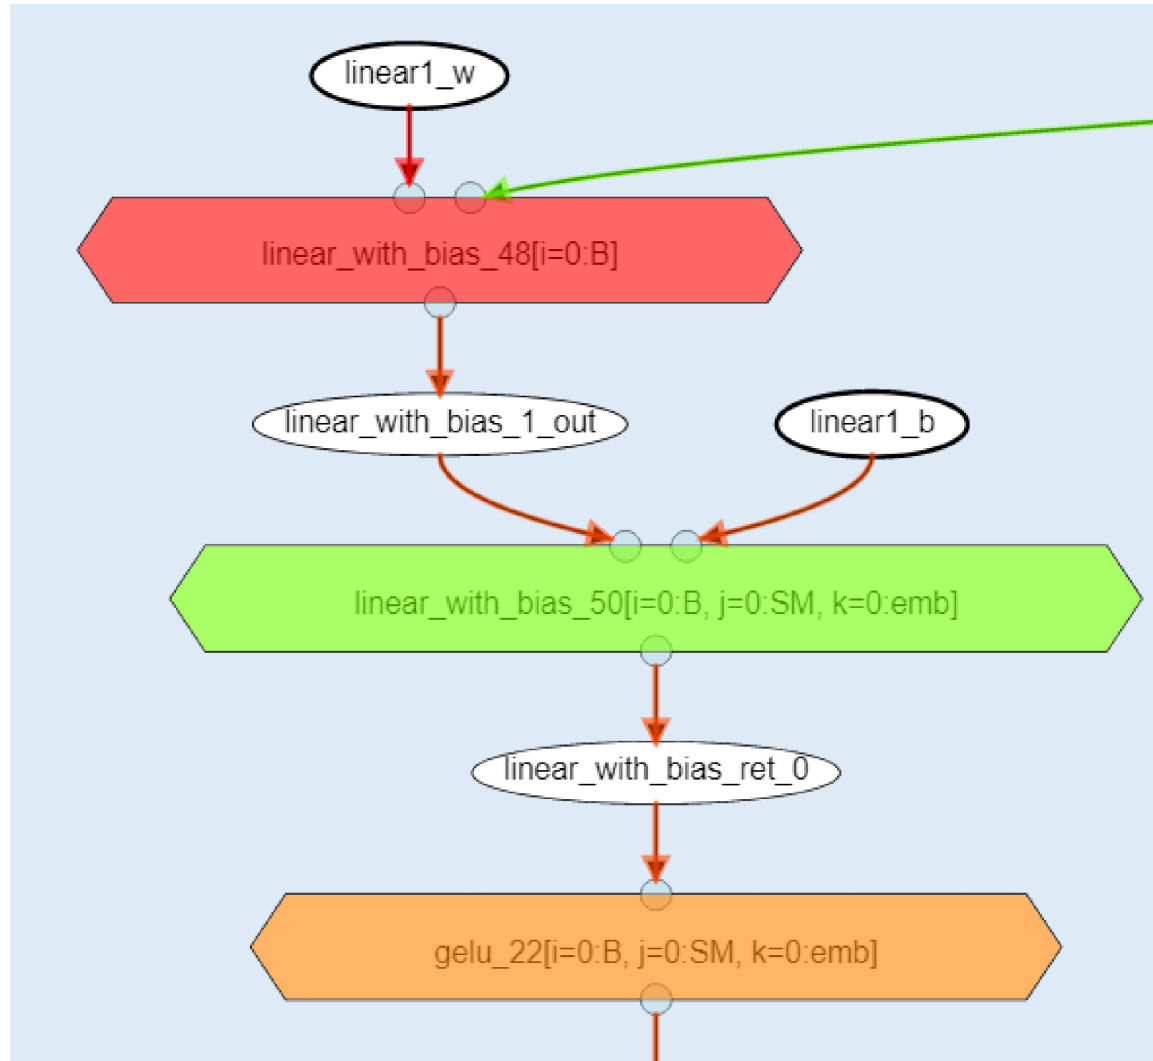 linear1_w
linear_with_bias_48[i=0:B]
linear_with_bias_1_out
linear1_b
linear_with_bias_50[i=0:B, j=0:SM, k=0:emb]
linear_with_bias_ret_0
gelu_22[i=0:B, j=0:SM, k=0:emb]